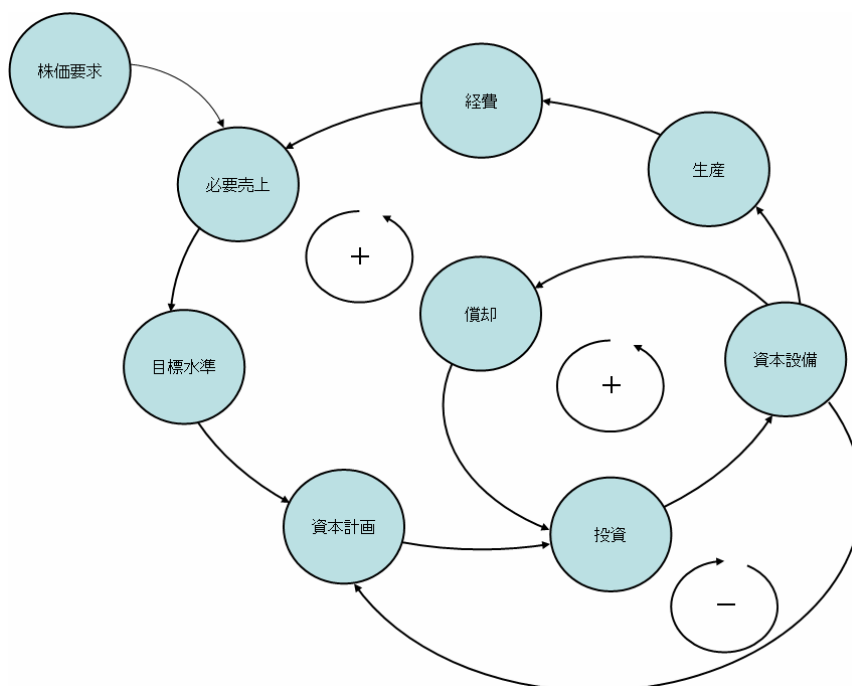 株価要求
経費
生産
必要売上
+
償却
資本設備
目標水準
+
資本計画
投資
−